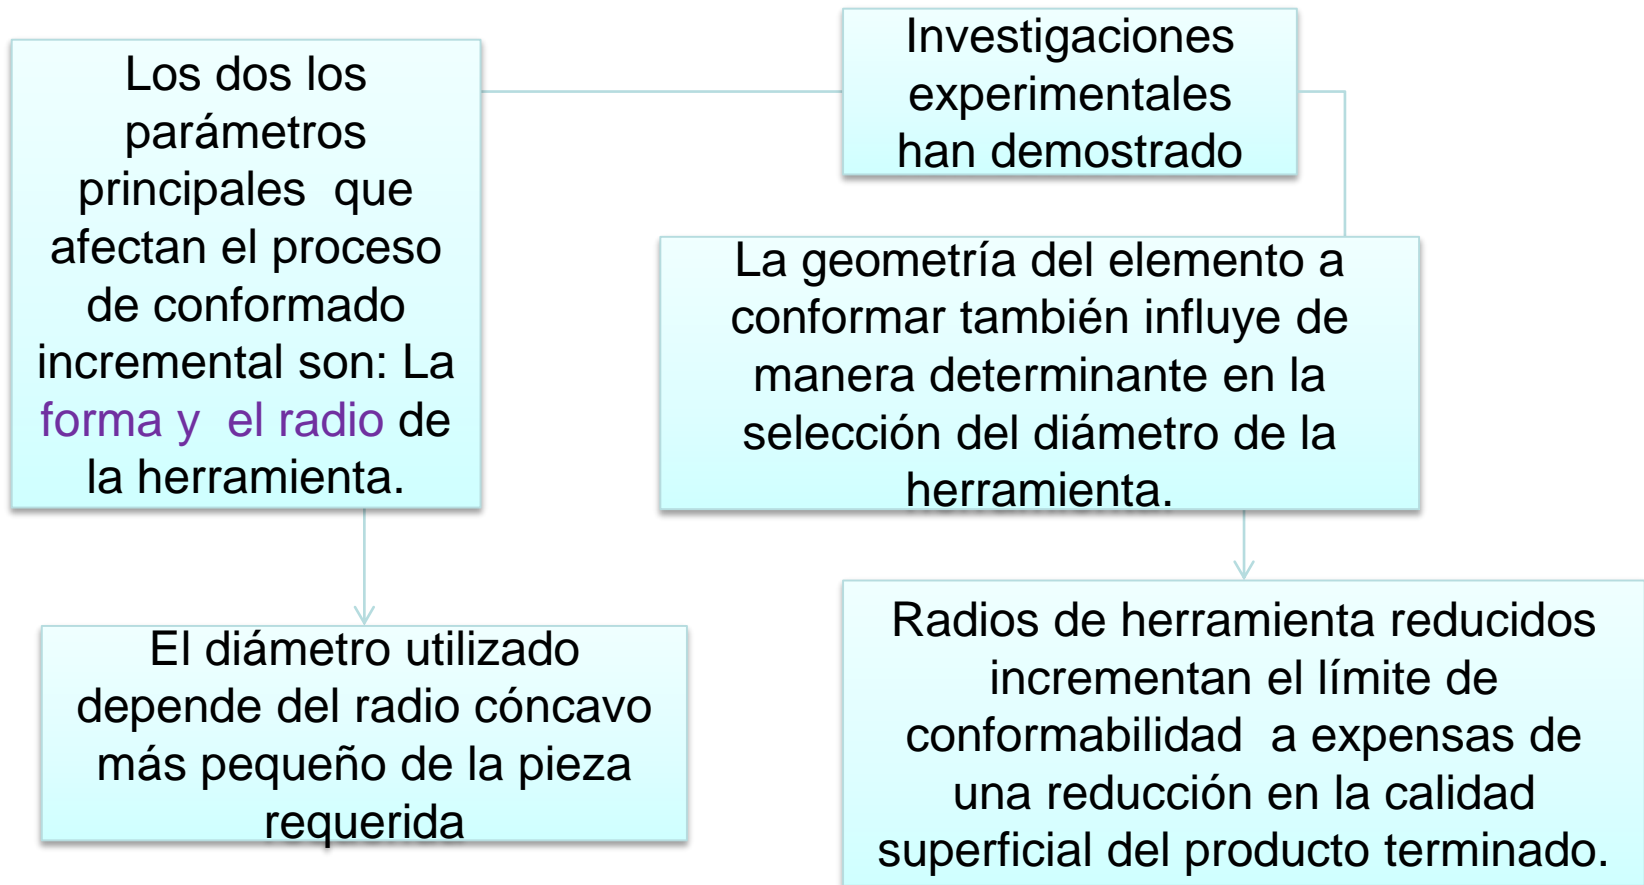 Investigaciones
experimentales
han demostrado
Los dos los
parámetros
principales  que
afectan el proceso
de conformado
incremental son: La
forma y  el radio de
la herramienta.
La geometría del elemento a
conformar también influye de
manera determinante en la
selección del diámetro de la
herramienta.
El diámetro utilizado
depende del radio cóncavo
más pequeño de la pieza
requerida
Radios de herramienta reducidos
incrementan el límite de
conformabilidad  a expensas de
una reducción en la calidad
superficial del producto terminado.